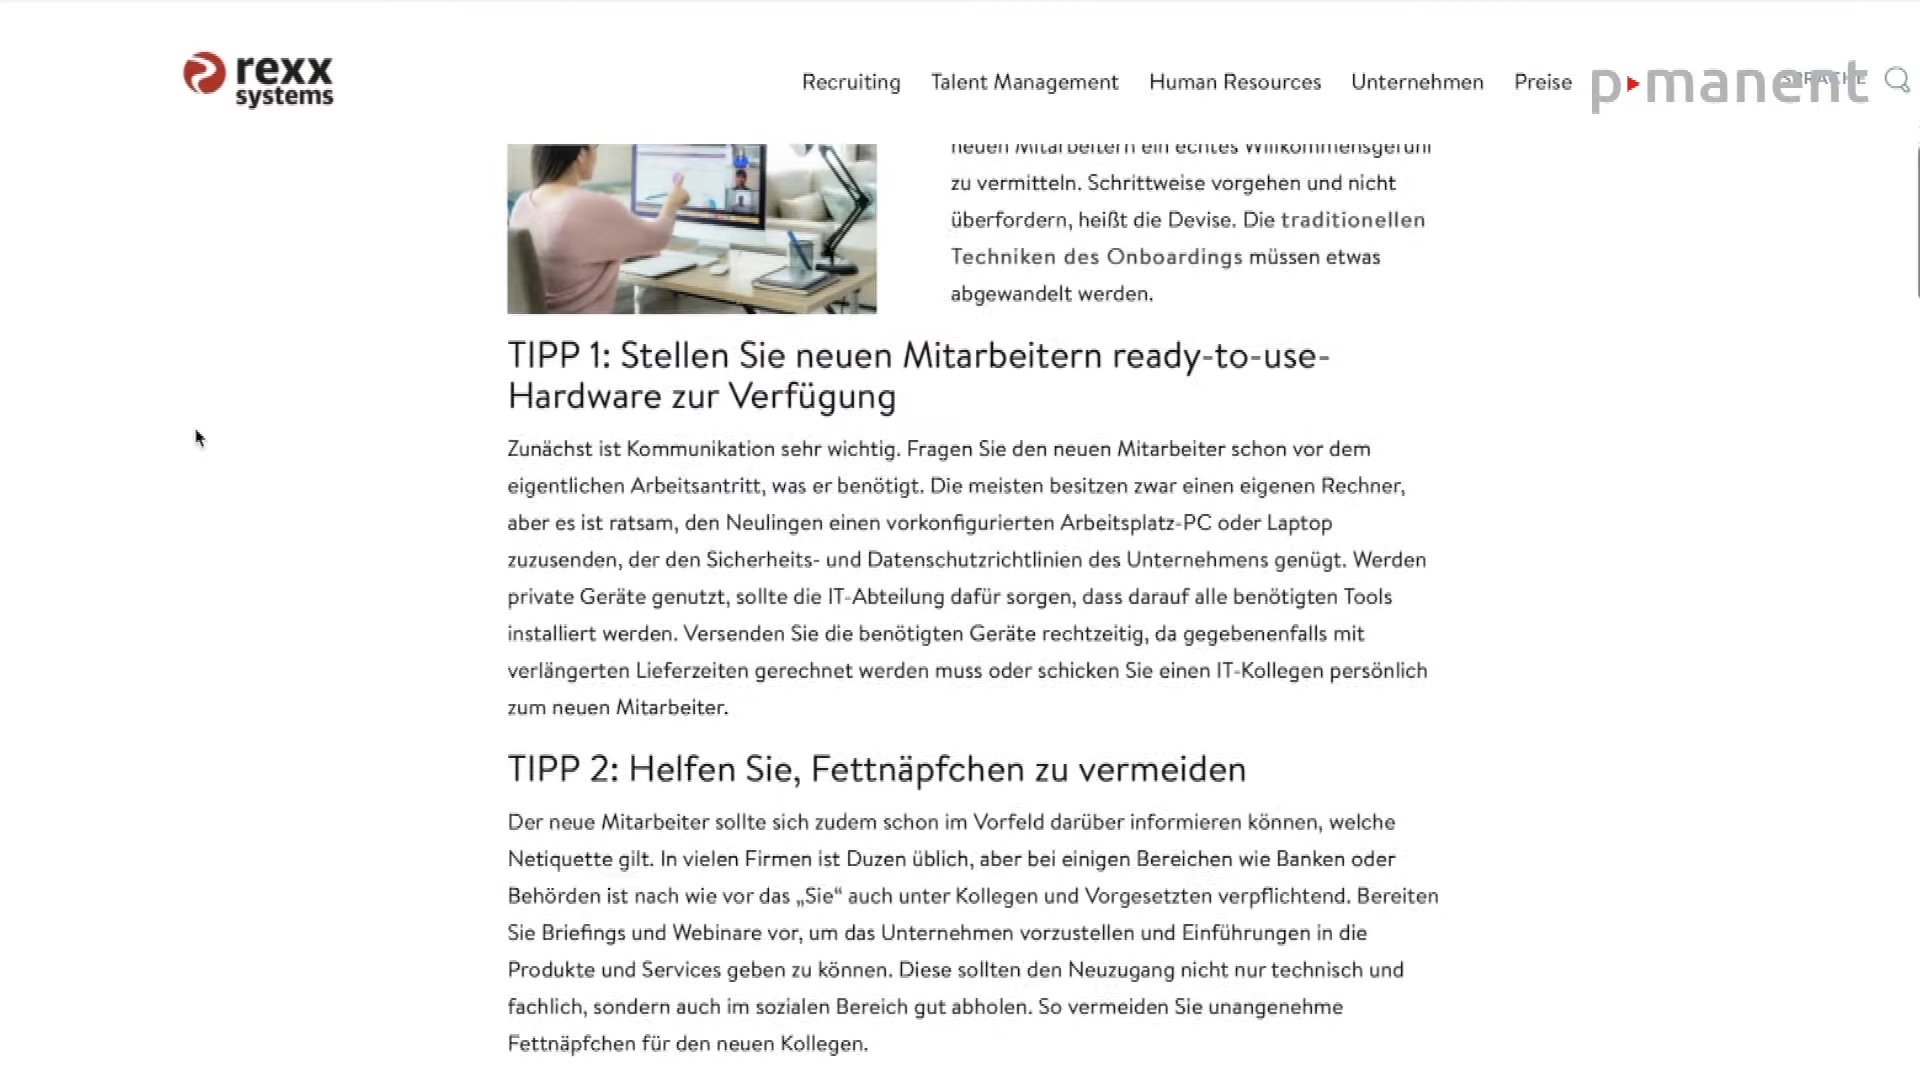 rexx
systems
Recruiting Talent Management Human Resources Unternehmen Preise SPRACHE
p manent
neuen Mitarbeitern ein echtes Willkommensgefühl
zu vermitteln. Schrittweise vorgehen und nicht
überfordern, heißt die Devise. Die traditionellen
Techniken des Onboardings müssen etwas
abgewandelt werden.
TIPP 1: Stellen Sie neuen Mitarbeitern ready-to-use-
Hardware zur Verfügung
Zunächst ist Kommunikation sehr wichtig. Fragen Sie den neuen Mitarbeiter schon vor dem
eigentlichen Arbeitsantritt, was er benötigt. Die meisten besitzen zwar einen eigenen Rechner,
aber es ist ratsam, den Neulingen einen vorkonfigurierten Arbeitsplatz-PC oder Laptop
zuzusenden, der den Sicherheits- und Datenschutzrichtlinien des Unternehmens genügt. Werden
private Geräte genutzt, sollte die IT-Abteilung dafür sorgen, dass darauf alle benötigten Tools
installiert werden. Versenden Sie die benötigten Geräte rechtzeitig, da gegebenenfalls mit
verlängerten Lieferzeiten gerechnet werden muss oder schicken Sie einen IT-Kollegen persönlich
zum neuen Mitarbeiter.
TIPP 2: Helfen Sie, Fettnäpfchen zu vermeiden
Der neue Mitarbeiter sollte sich zudem schon im Vorfeld darüber informieren können, welche
Netiquette gilt. In vielen Firmen ist Duzen üblich, aber bei einigen Bereichen wie Banken oder
Behörden ist nach wie vor das „Sie“ auch unter Kollegen und Vorgesetzten verpflichtend. Bereiten
Sie Briefings und Webinare vor, um das Unternehmen vorzustellen und Einführungen in die
Produkte und Services geben zu können. Diese sollten den Neuzugang nicht nur technisch und
fachlich, sondern auch im sozialen Bereich gut abholen. So vermeiden Sie unangenehme
Fettnäpfchen für den neuen Kollegen.